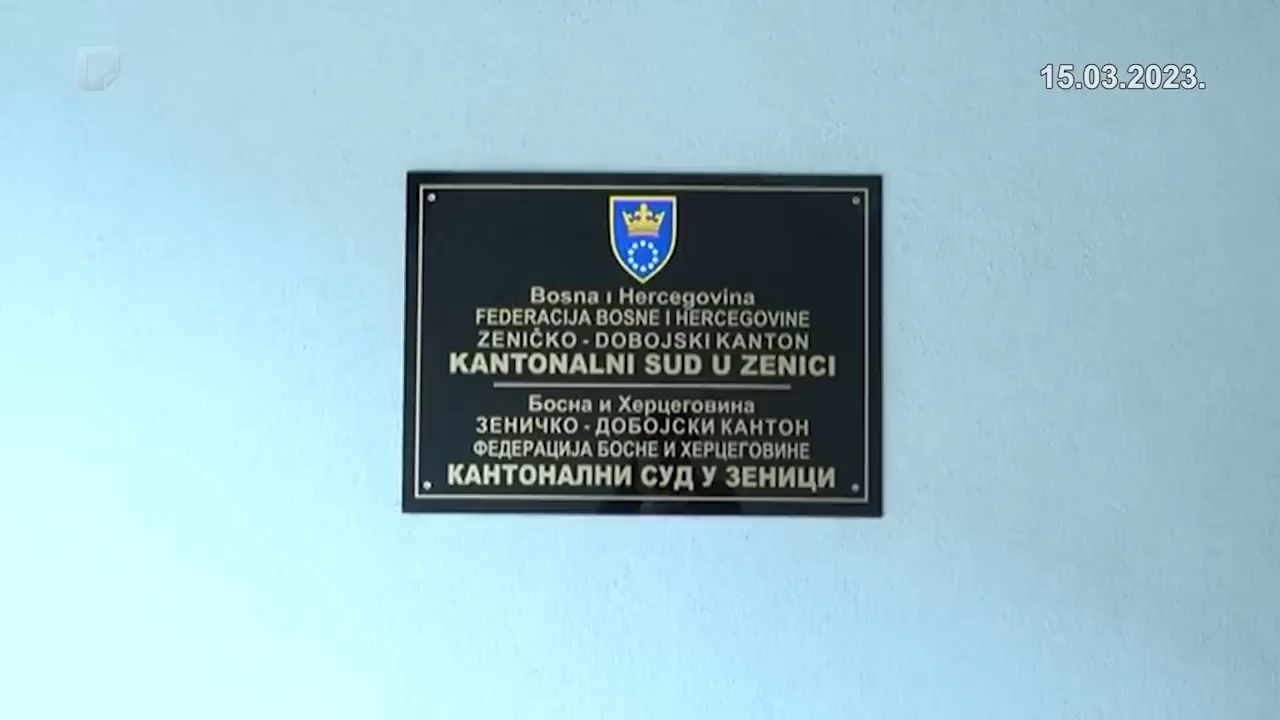 15.03.2023.
Bosna i Hercegovina
FEDERACIJA BOSNE I HERCEGOVINE
ZENIČKO - DOBOJSKI KANTON
KANTONALNI SUD U ZENICI
Босна и Херцеговина
ЗЕНИЧКО - ДОБОЈСКИ КАНТОН
ФЕДЕРАЦИЈА БОСНЕ И ХЕРЦЕГОВИНЕ
КАНТОНАЛНИ СУД У ЗЕНИЦИ